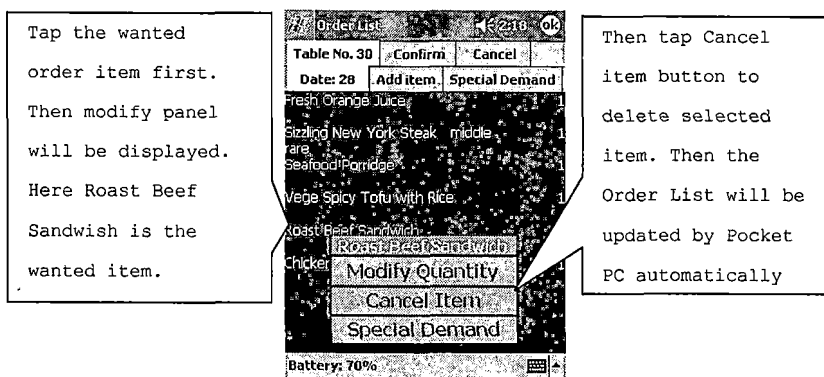 Tap the wanted
order item first.
Then modify panel
will be displayed.
Here Roast Beef
Sandwish is the
wanted item.
Order List 2:18 ok
Table No. 30 Confirm Cancel
Date: 28 Add item Special Demand
Fresh Orange Juice 1
Sizzling New York Steak middle 1
rare
Seafood Porridge 1
Vege Spicy Tofu with Rice 1
Roast Beef Sandwich
Roast Beef Sandwich
Chicken 1
Modify Quantity
Cancel Item
Special Demand
Battery: 70%
Then tap Cancel
item button to
delete selected
item. Then the
Order List will be
updated by Pocket
PC automatically